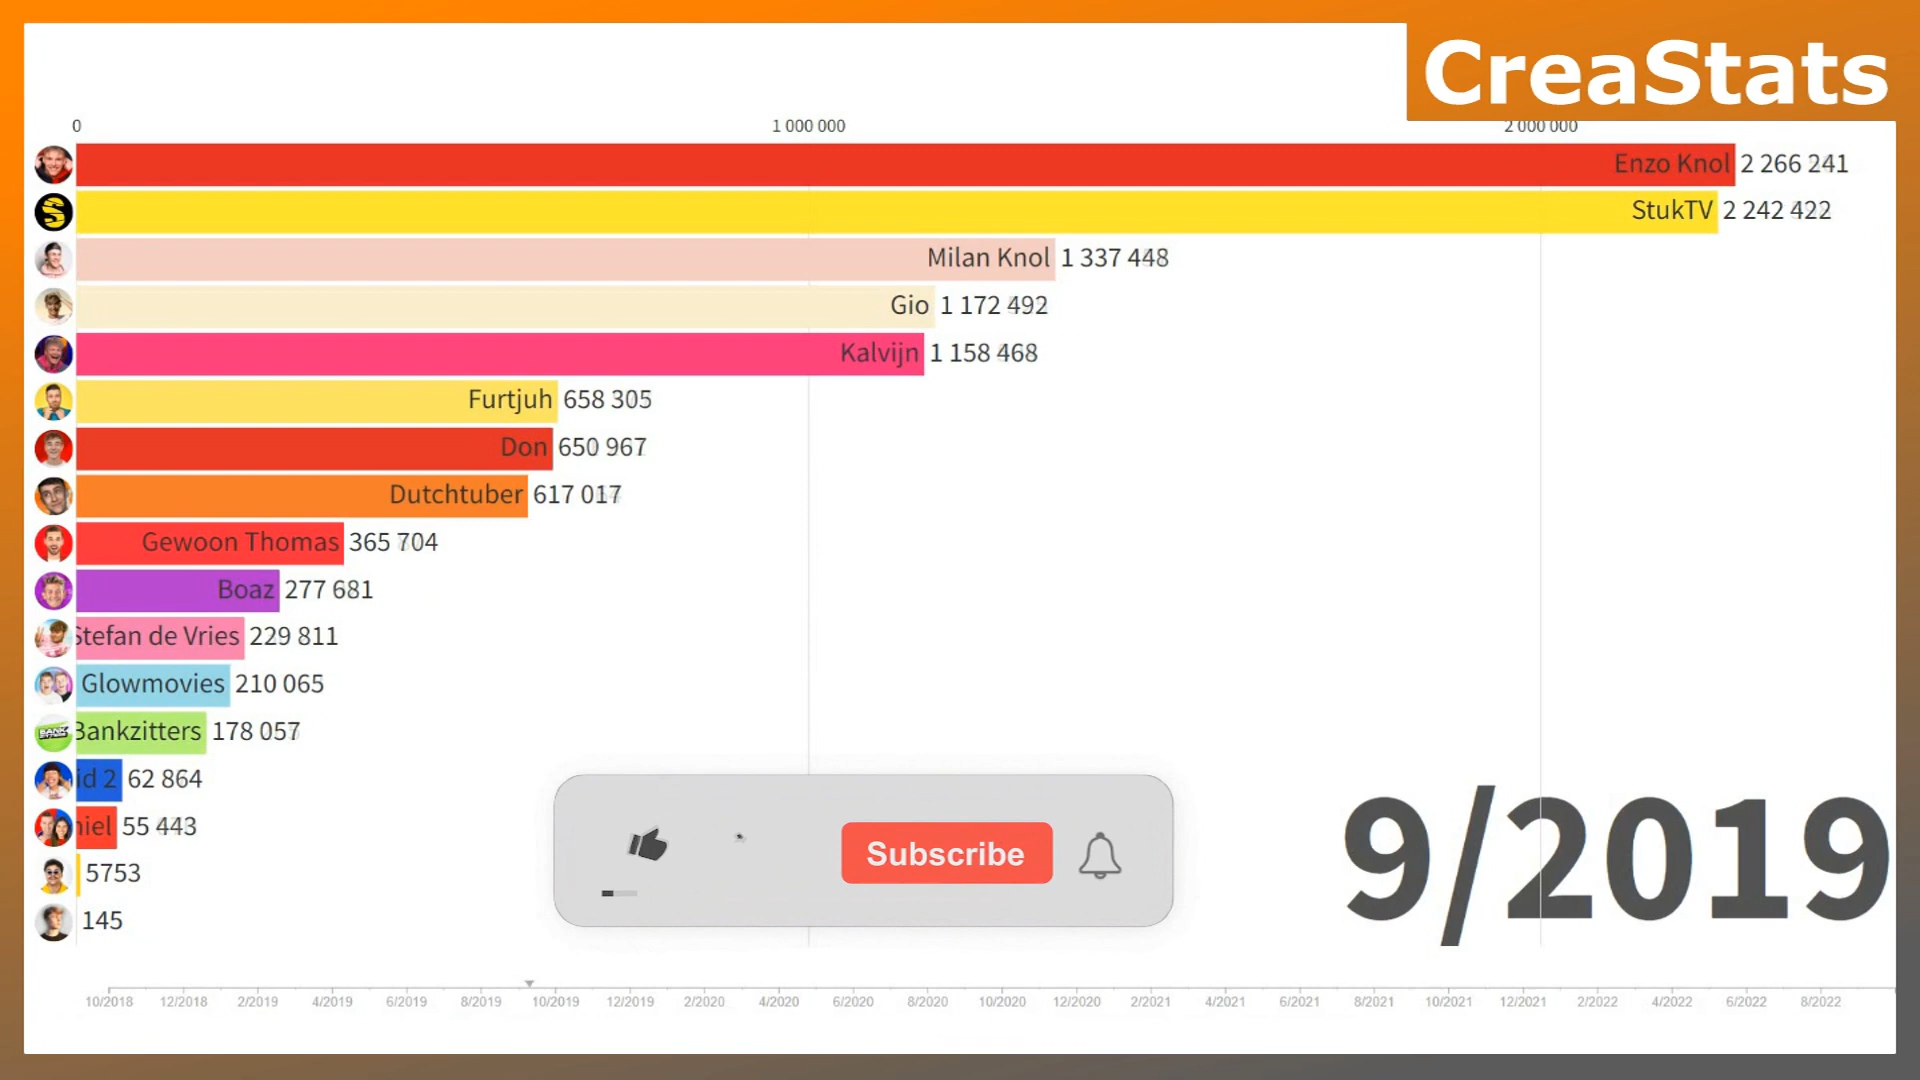 CreaStats
0 1 000 000 2 000 000
Enzo Knol 2 266 241
StukTV 2 242 422
Milan Knol 1 337 448
Gio 1 172 492
Kalvijn 1 158 468
Furtjuh 658 305
Don 650 967
Dutchtuber 617 017
Gewoon Thomas 365 704
Boaz 277 681
Stefan de Vries 229 811
Glowmovies 210 065
Bankzitters 178 057
id 2 62 864
niel 55 443
5753
145
Subscribe
9/2019
10/2018 12/2018 2/2019 4/2019 6/2019 8/2019 10/2019 12/2019 2/2020 4/2020 6/2020 8/2020 10/2020 12/2020 2/2021 4/2021 6/2021 8/2021 10/2021 12/2021 2/2022 4/2022 6/2022 8/2022